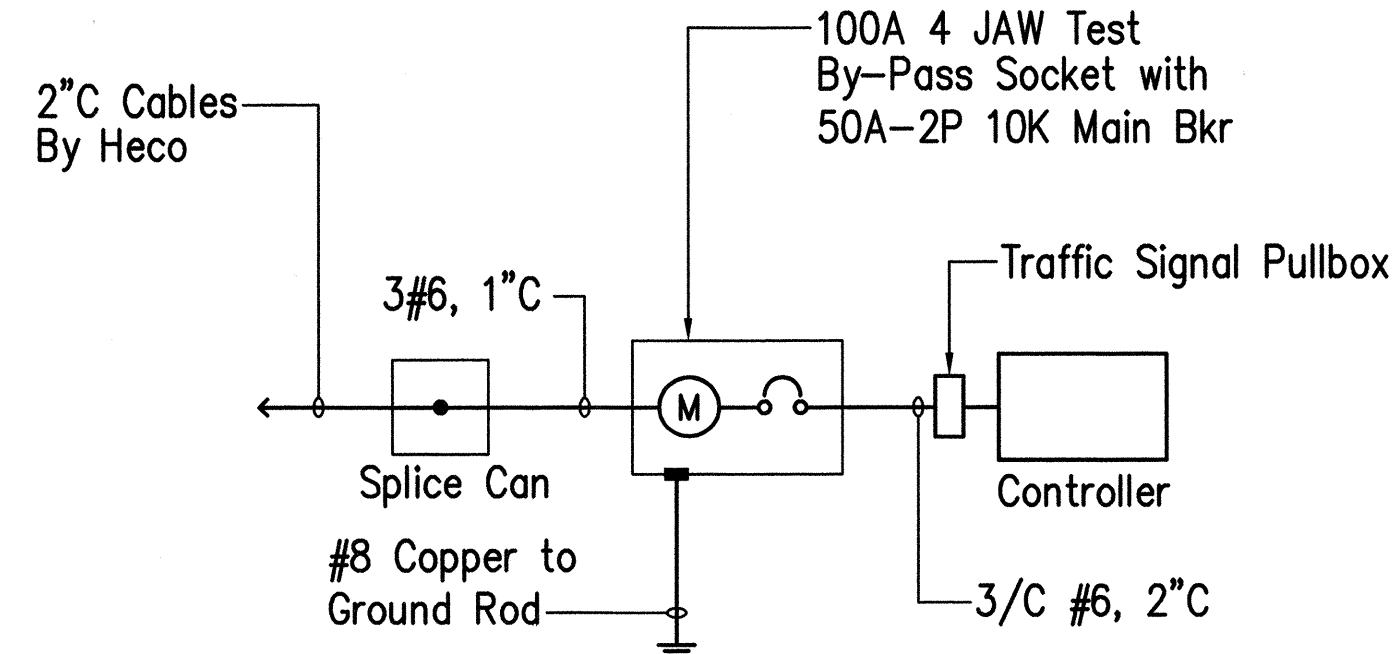 100A 4 JAW Test
By-Pass Socket with
50A-2P 10K Main Bkr
2"C Cables
By Heco
Traffic Signal Pullbox
3#6, 1"C
M
Splice Can
Controller
#8 Copper to
Ground Rod
3/C #6, 2"C